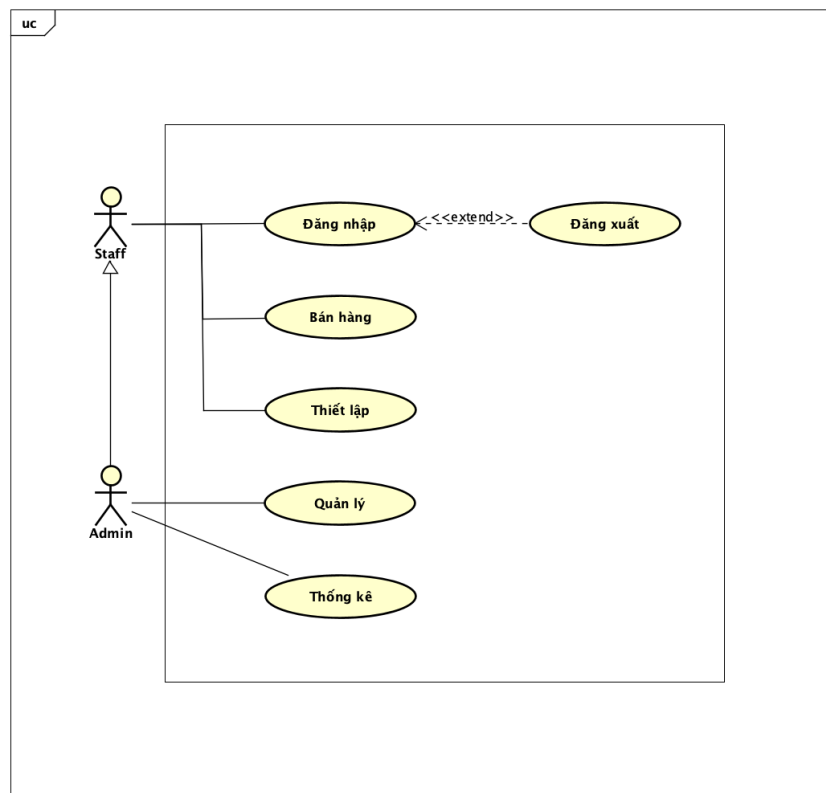 uc
Đăng nhập
<<extend>>
Đăng xuất
Staff
Bán hàng
Thiết lập
Quản lý
Admin
Thống kê